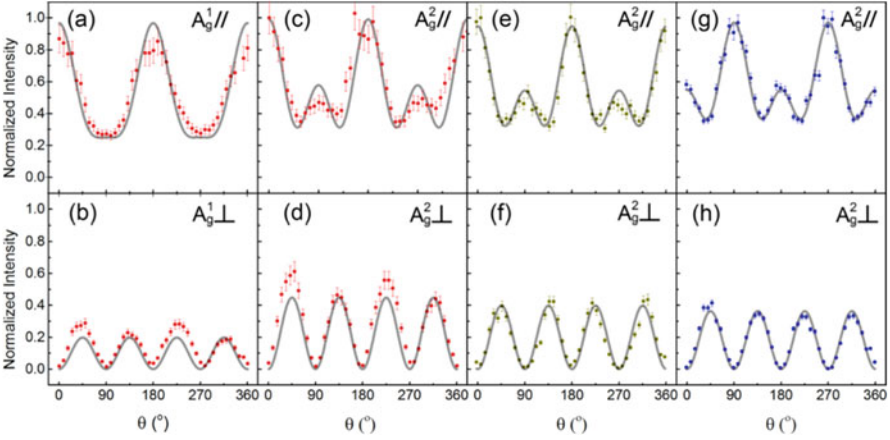 (a) A¹g// (c) A²g// (e) A²g// (g) A²g//
Normalized Intensity
1.0
0.8
0.6
0.4
0.2
0.0
(b) A¹g⊥ (d) A²g⊥ (f) A²g⊥ (h) A²g⊥
Normalized Intensity
1.0
0.8
0.6
0.4
0.2
0.0
0 90 180 270 360 0 90 180 270 360 0 90 180 270 360 0 90 180 270 360
θ (°) θ (°) θ (°) θ (°)